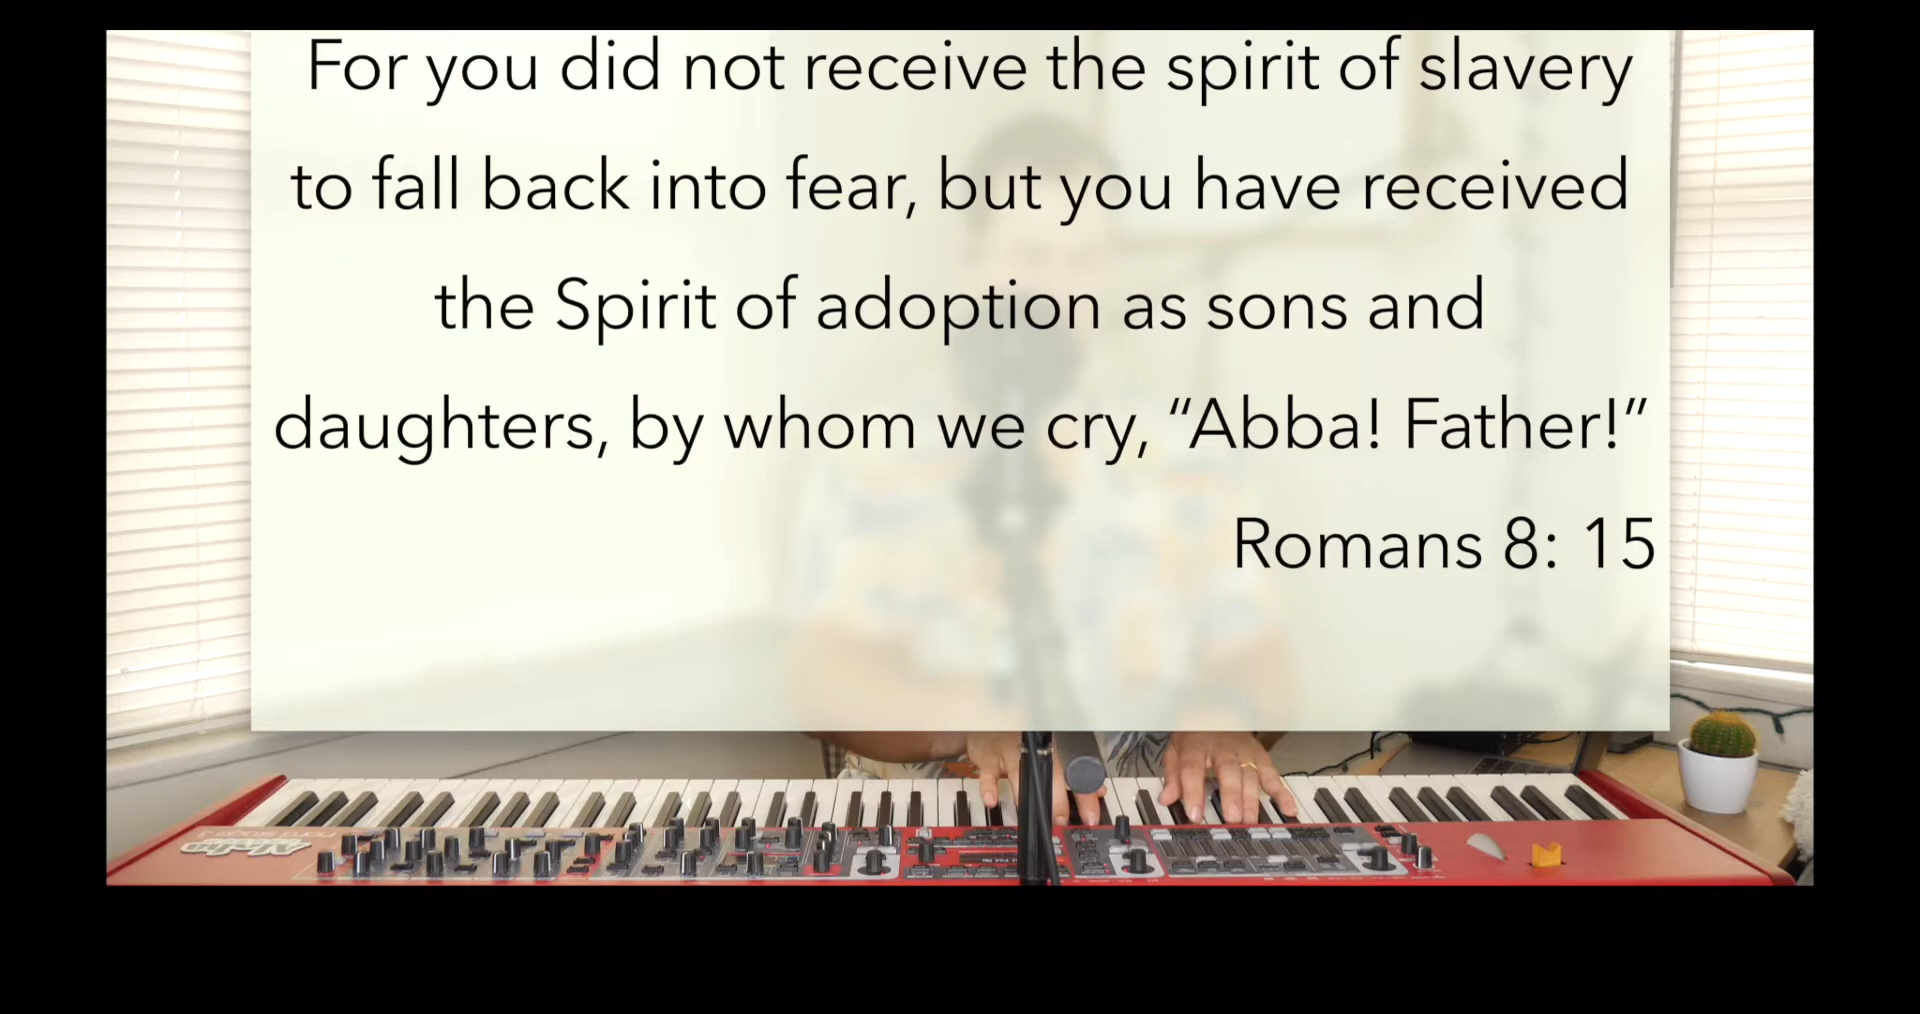 For you did not receive the spirit of slavery
to fall back into fear, but you have received
the Spirit of adoption as sons and
daughters, by whom we cry, “Abba! Father!”
Romans 8: 15